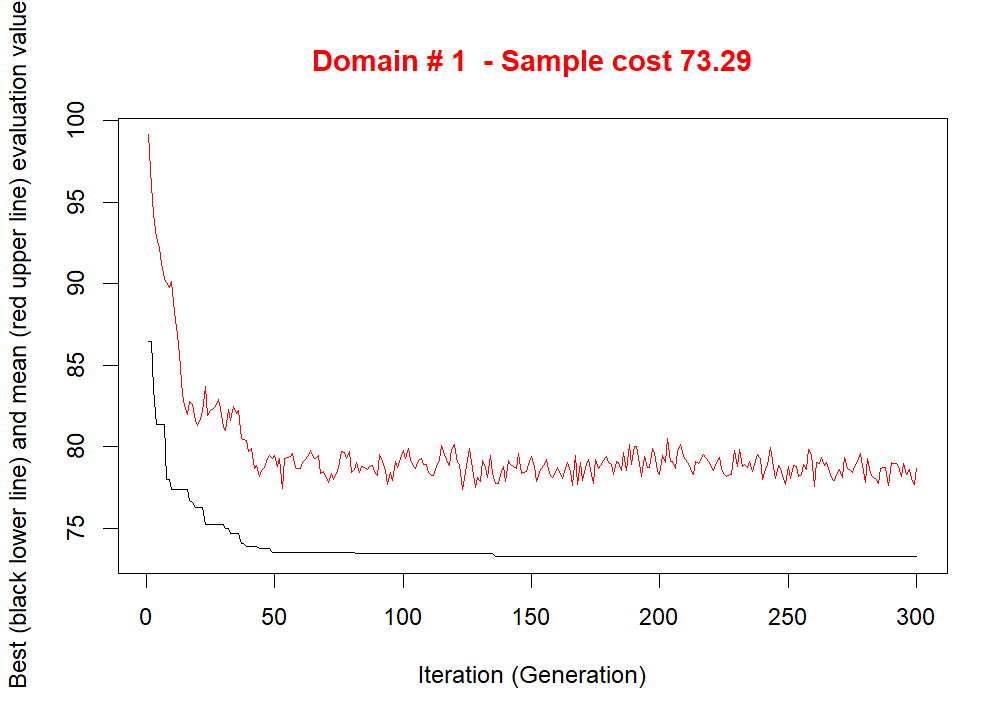 Domain # 1  - Sample cost 73.29
Best (black lower line) and mean (red upper line) evaluation value
100
95
90
85
80
75
0 50 100 150 200 250 300
Iteration (Generation)